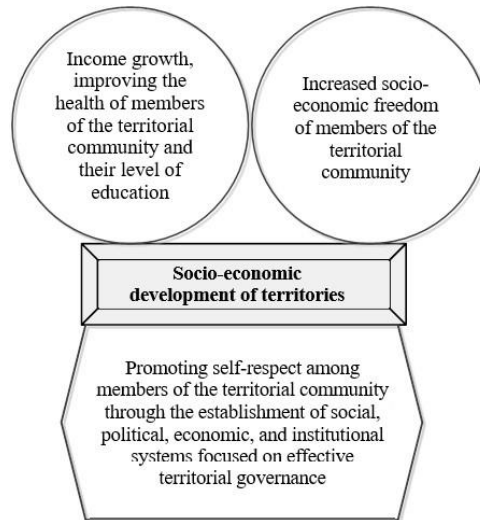 Income growth,
improving the
health of members
of the territorial
community and
their level of
education
Increased socio-
economic freedom
of members of the
territorial
community
Socio-economic
development of territories
Promoting self-respect among
members of the territorial community
through the establishment of social,
political, economic, and institutional
systems focused on effective
territorial governance